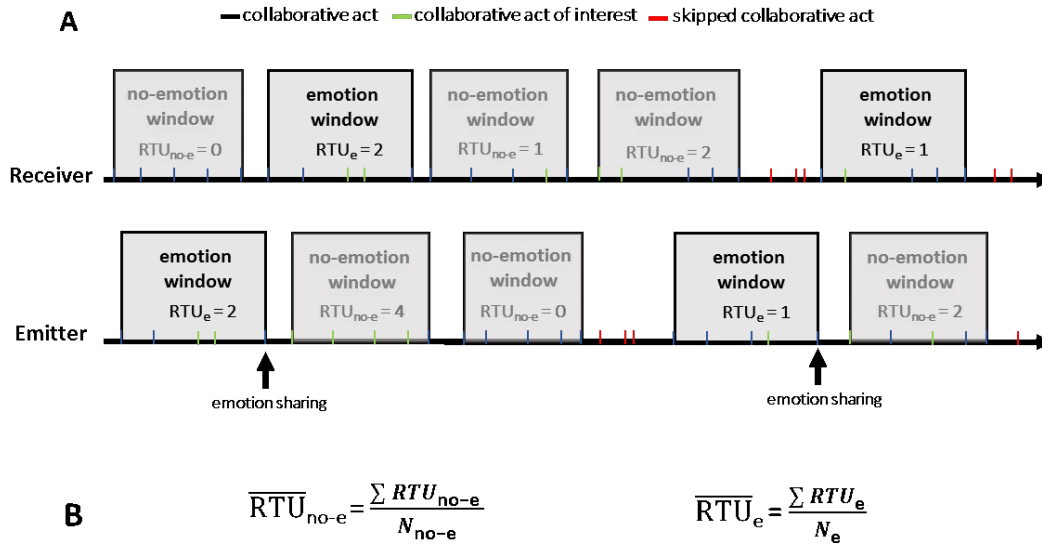 A
collaborative act collaborative act of interest skipped collaborative act
no-emotion window RTUno-e = 0
emotion window RTUe = 2
no-emotion window RTUno-e = 1
no-emotion window RTUno-e = 2
emotion window RTUe = 1
Receiver
emotion window RTUe = 2
no-emotion window RTUno-e = 4
no-emotion window RTUno-e = 0
emotion window RTUe = 1
no-emotion window RTUno-e = 2
Emitter
emotion sharing
emotion sharing
B
R̅T̅U̅no-e = ∑ RTUno-e / Nno-e
R̅T̅U̅e = ∑ RTUe / Ne